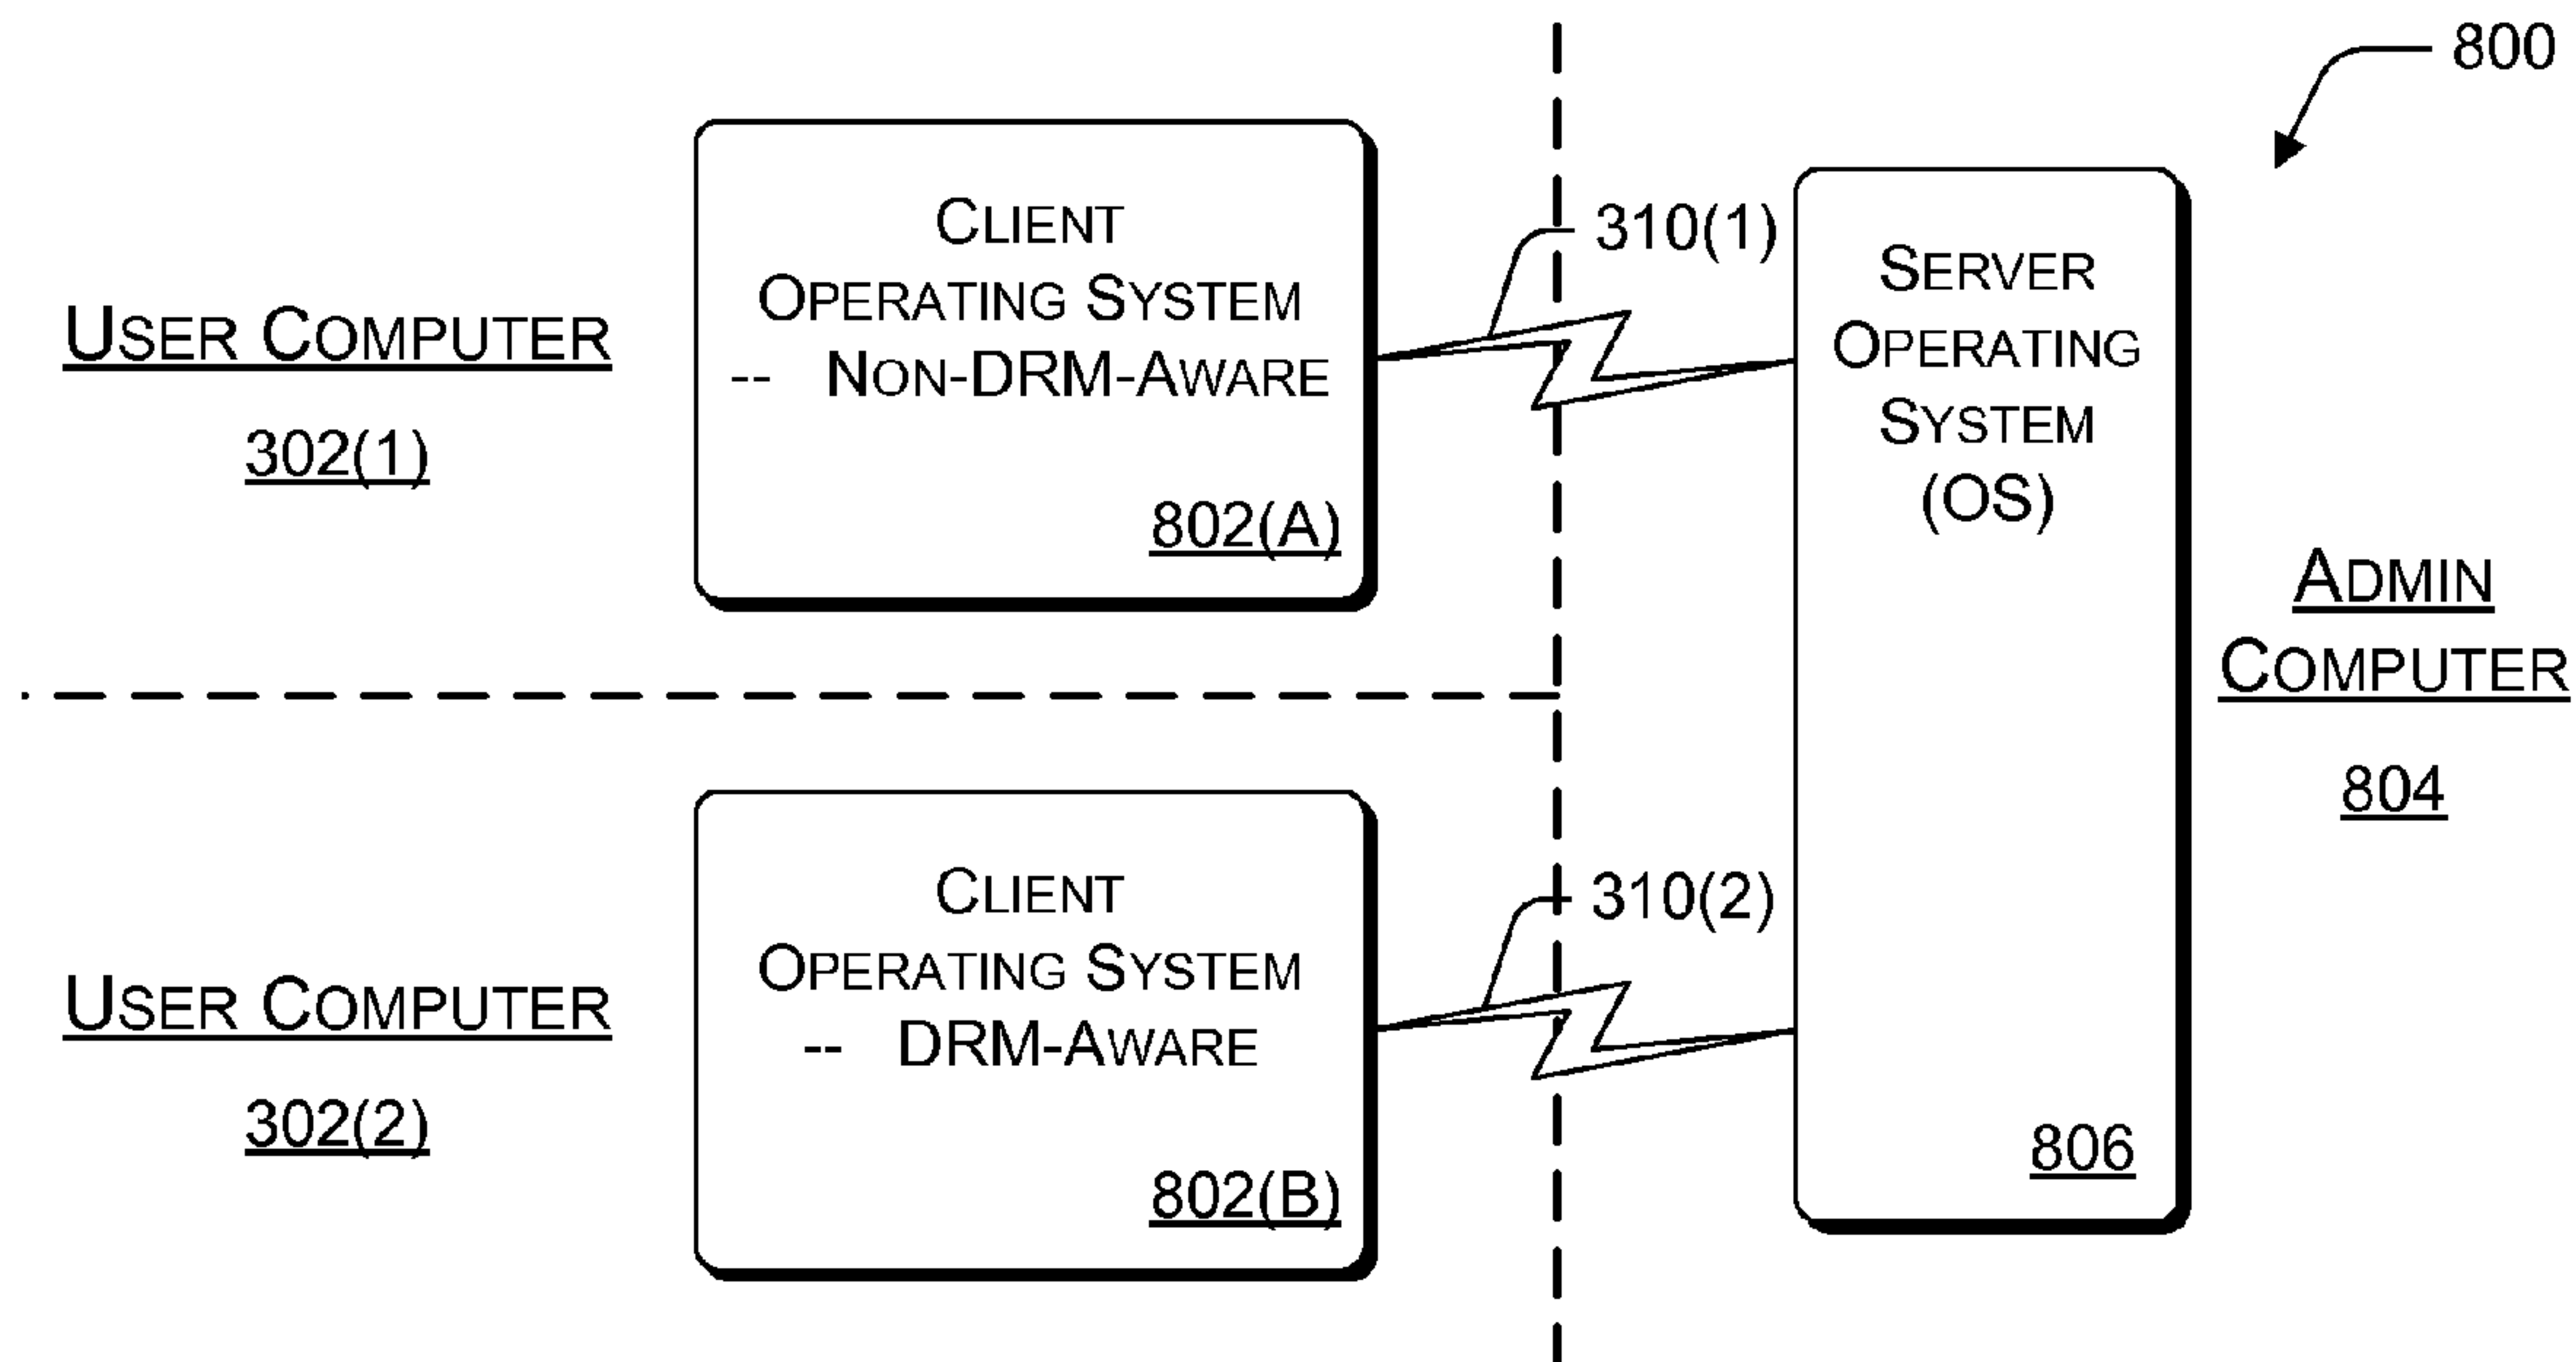 800
Client
Operating System
-- Non-DRM-Aware
802(A)
User Computer
302(1)
310(1)
Server
Operating
System
(OS)
806
Admin
Computer
804
Client
Operating System
-- DRM-Aware
802(B)
User Computer
302(2)
310(2)